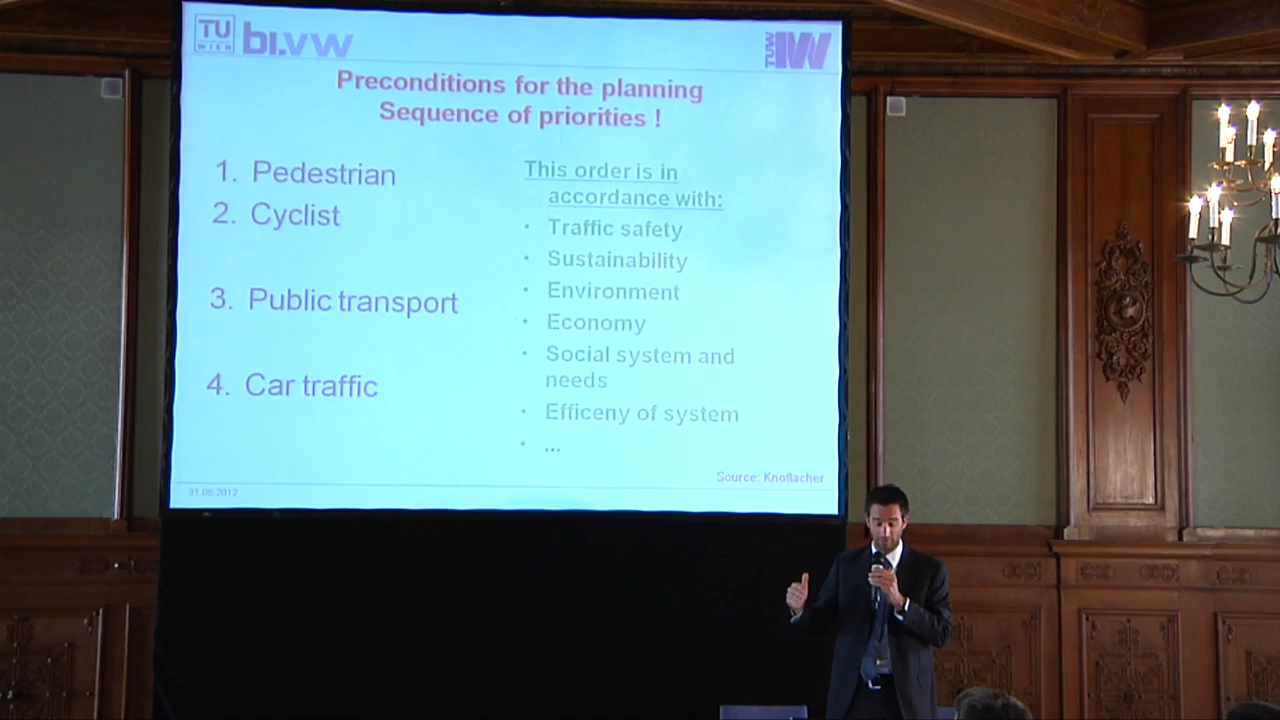 TU
WIEN
bi.vw
TUW
IVW
Preconditions for the planning
Sequence of priorities !
1. Pedestrian
2. Cyclist
3. Public transport
4. Car traffic
This order is in
accordance with:
• Traffic safety
• Sustainability
• Environment
• Economy
• Social system and
needs
• Efficeny of system
• ...
Source: Knoflacher
31.05.2012